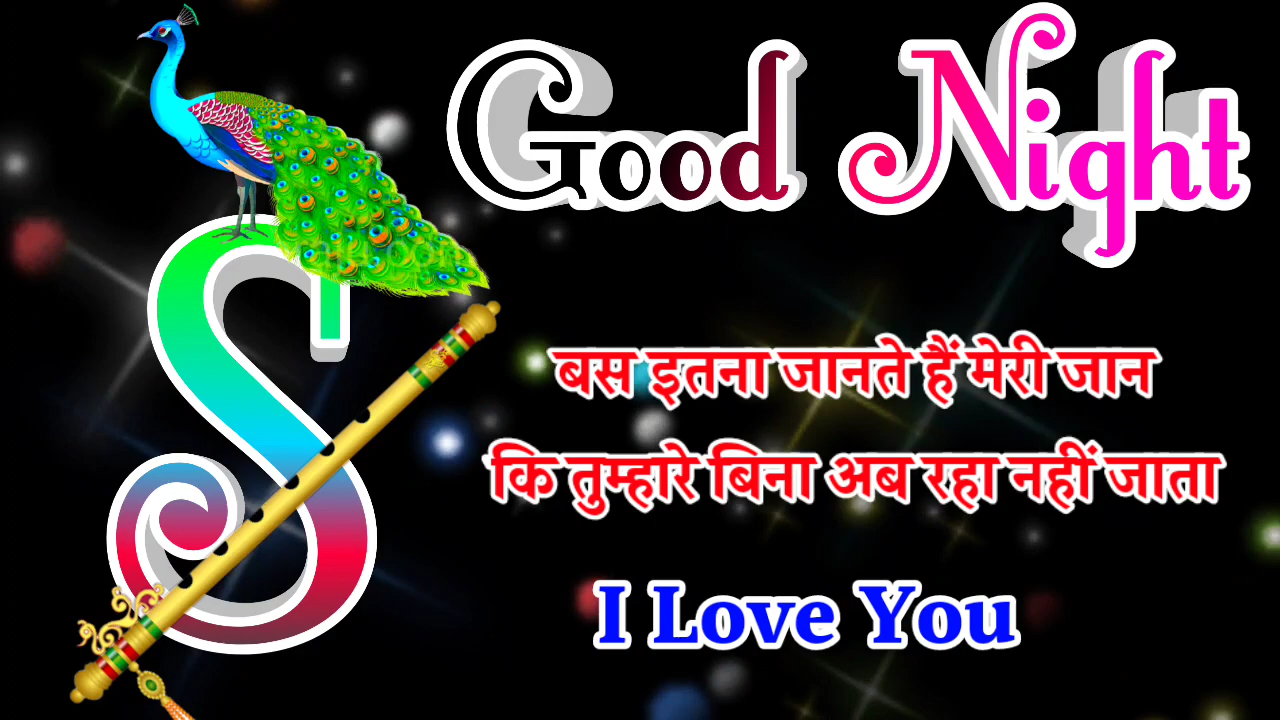 Good Night
S
बस इतना जानते हैं मेरी जान
कि तुम्हारे बिना अब रहा नहीं जाता
I Love You